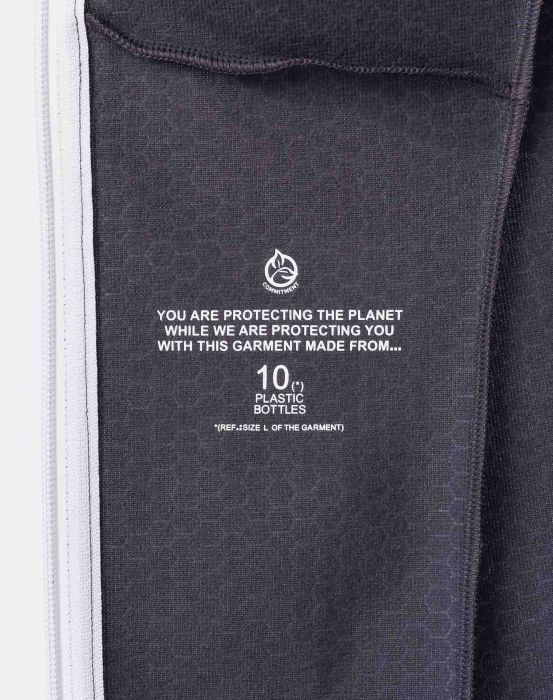 COMMITMENT
YOU ARE PROTECTING THE PLANET
WHILE WE ARE PROTECTING YOU
WITH THIS GARMENT MADE FROM...
10(*)
PLASTIC
BOTTLES
*(REF.:SIZE L OF THE GARMENT)